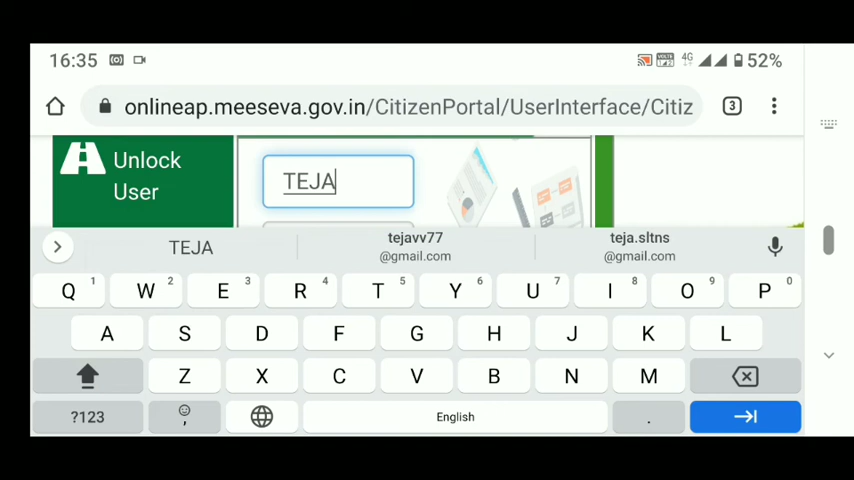 16:35 4G 52%
onlineap.meeseva.gov.in/CitizenPortal/UserInterface/Citiz 3
Unlock
User
TEJA
TEJA tejavv77 @gmail.com teja.sltns @gmail.com
Q 1 W 2 E 3 R 4 T 5 Y 6 U 7 I 8 O 9 P 0
A S D F G H J K L
Z X C V B N M
?123 , English .